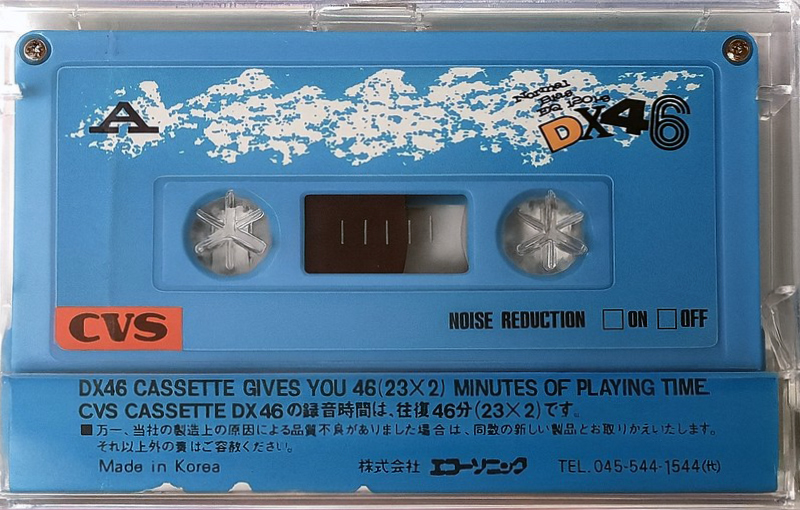 A
Normal
Bias
EQ 120μs
DX46
CVS
NOISE REDUCTION □ON □OFF
DX46 CASSETTE GIVES YOU 46(23×2) MINUTES OF PLAYING TIME.
CVS CASSETTE DX46の録音時間は、往復46分(23×2)です。
■万一、当社の製造上の原因による品質不良がありました場合は、同数の新しい製品とお取りかえいたします。
それ以上外の責はご容赦ください。
Made in Korea 株式会社 エコーソニック TEL.045-544-1544(代)